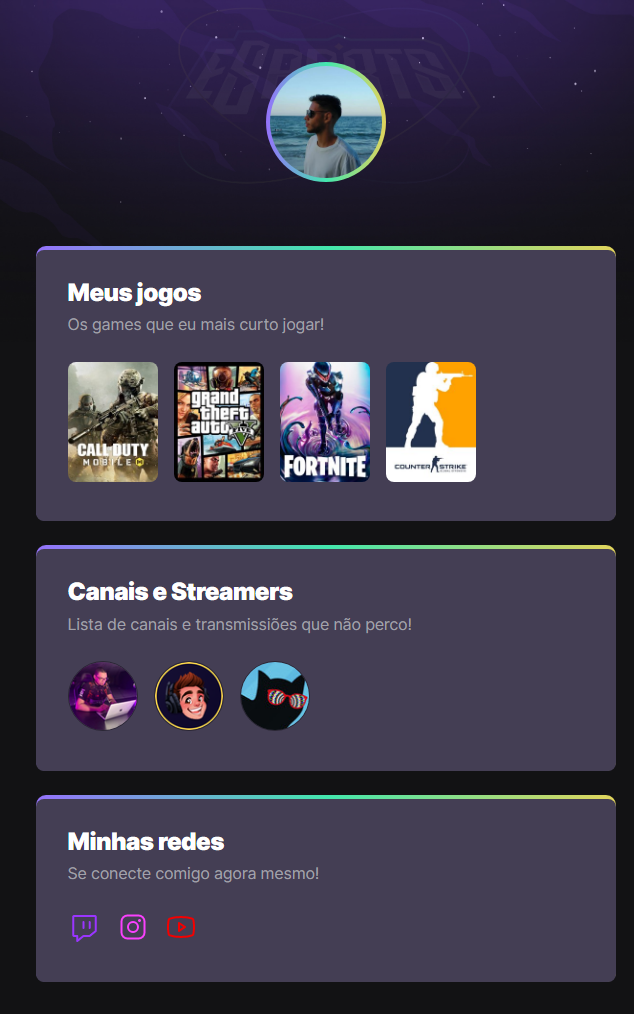 ESPORTS
Meus jogos
Os games que eu mais curto jogar!
CALL OF DUTY
MOBILE
grand
theft
auto
V
FORTNITE
COUNTER STRIKE
Canais e Streamers
Lista de canais e transmissiões que não perco!
Minhas redes
Se conecte comigo agora mesmo!